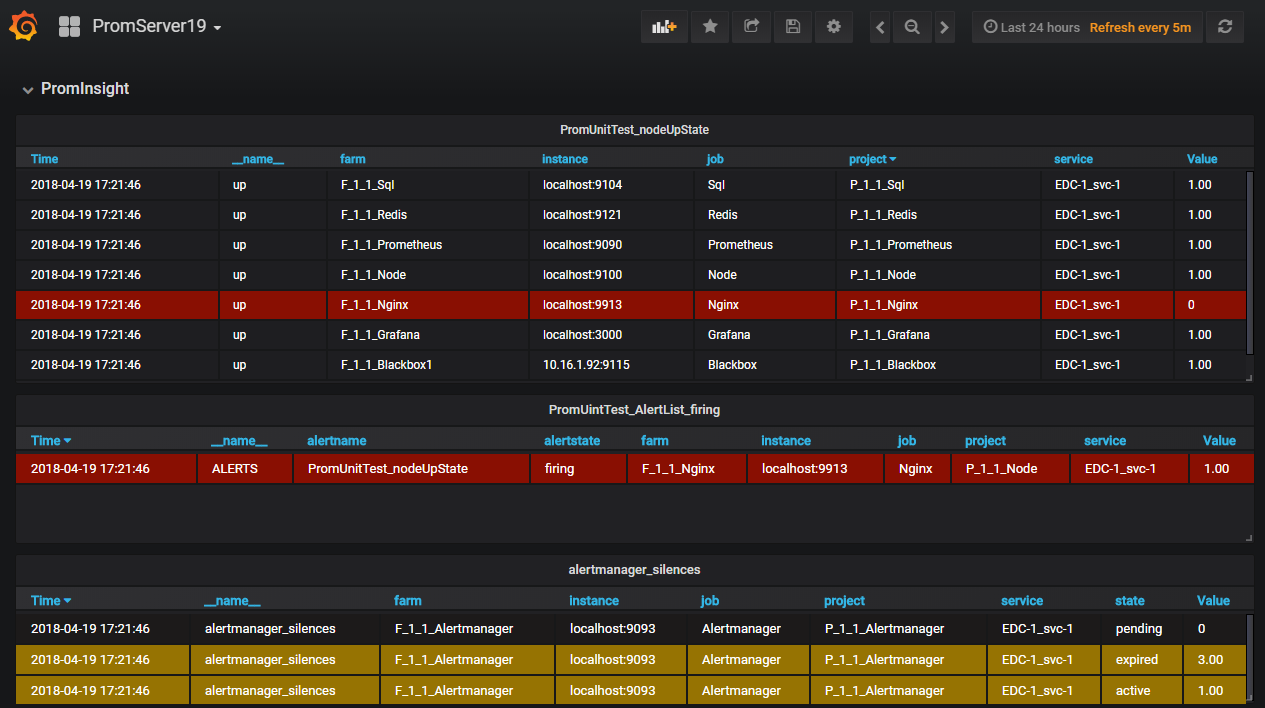 PromServer19
Last 24 hours Refresh every 5m
PromInsight
PromUnitTest_nodeUpState
Time __name__ farm instance job project service Value
2018-04-19 17:21:46 up F_1_1_Sql localhost:9104 Sql P_1_1_Sql EDC-1_svc-1 1.00
2018-04-19 17:21:46 up F_1_1_Redis localhost:9121 Redis P_1_1_Redis EDC-1_svc-1 1.00
2018-04-19 17:21:46 up F_1_1_Prometheus localhost:9090 Prometheus P_1_1_Prometheus EDC-1_svc-1 1.00
2018-04-19 17:21:46 up F_1_1_Node localhost:9100 Node P_1_1_Node EDC-1_svc-1 1.00
2018-04-19 17:21:46 up F_1_1_Nginx localhost:9913 Nginx P_1_1_Nginx EDC-1_svc-1 0
2018-04-19 17:21:46 up F_1_1_Grafana localhost:3000 Grafana P_1_1_Grafana EDC-1_svc-1 1.00
2018-04-19 17:21:46 up F_1_1_Blackbox1 10.16.1.92:9115 Blackbox P_1_1_Blackbox EDC-1_svc-1 1.00
PromUintTest_AlertList_firing
Time __name__ alertname alertstate farm instance job project service Value
2018-04-19 17:21:46 ALERTS PromUnitTest_nodeUpState firing F_1_1_Nginx localhost:9913 Nginx P_1_1_Node EDC-1_svc-1 1.00
alertmanager_silences
Time __name__ farm instance job project service state Value
2018-04-19 17:21:46 alertmanager_silences F_1_1_Alertmanager localhost:9093 Alertmanager P_1_1_Alertmanager EDC-1_svc-1 pending 0
2018-04-19 17:21:46 alertmanager_silences F_1_1_Alertmanager localhost:9093 Alertmanager P_1_1_Alertmanager EDC-1_svc-1 expired 3.00
2018-04-19 17:21:46 alertmanager_silences F_1_1_Alertmanager localhost:9093 Alertmanager P_1_1_Alertmanager EDC-1_svc-1 active 1.00